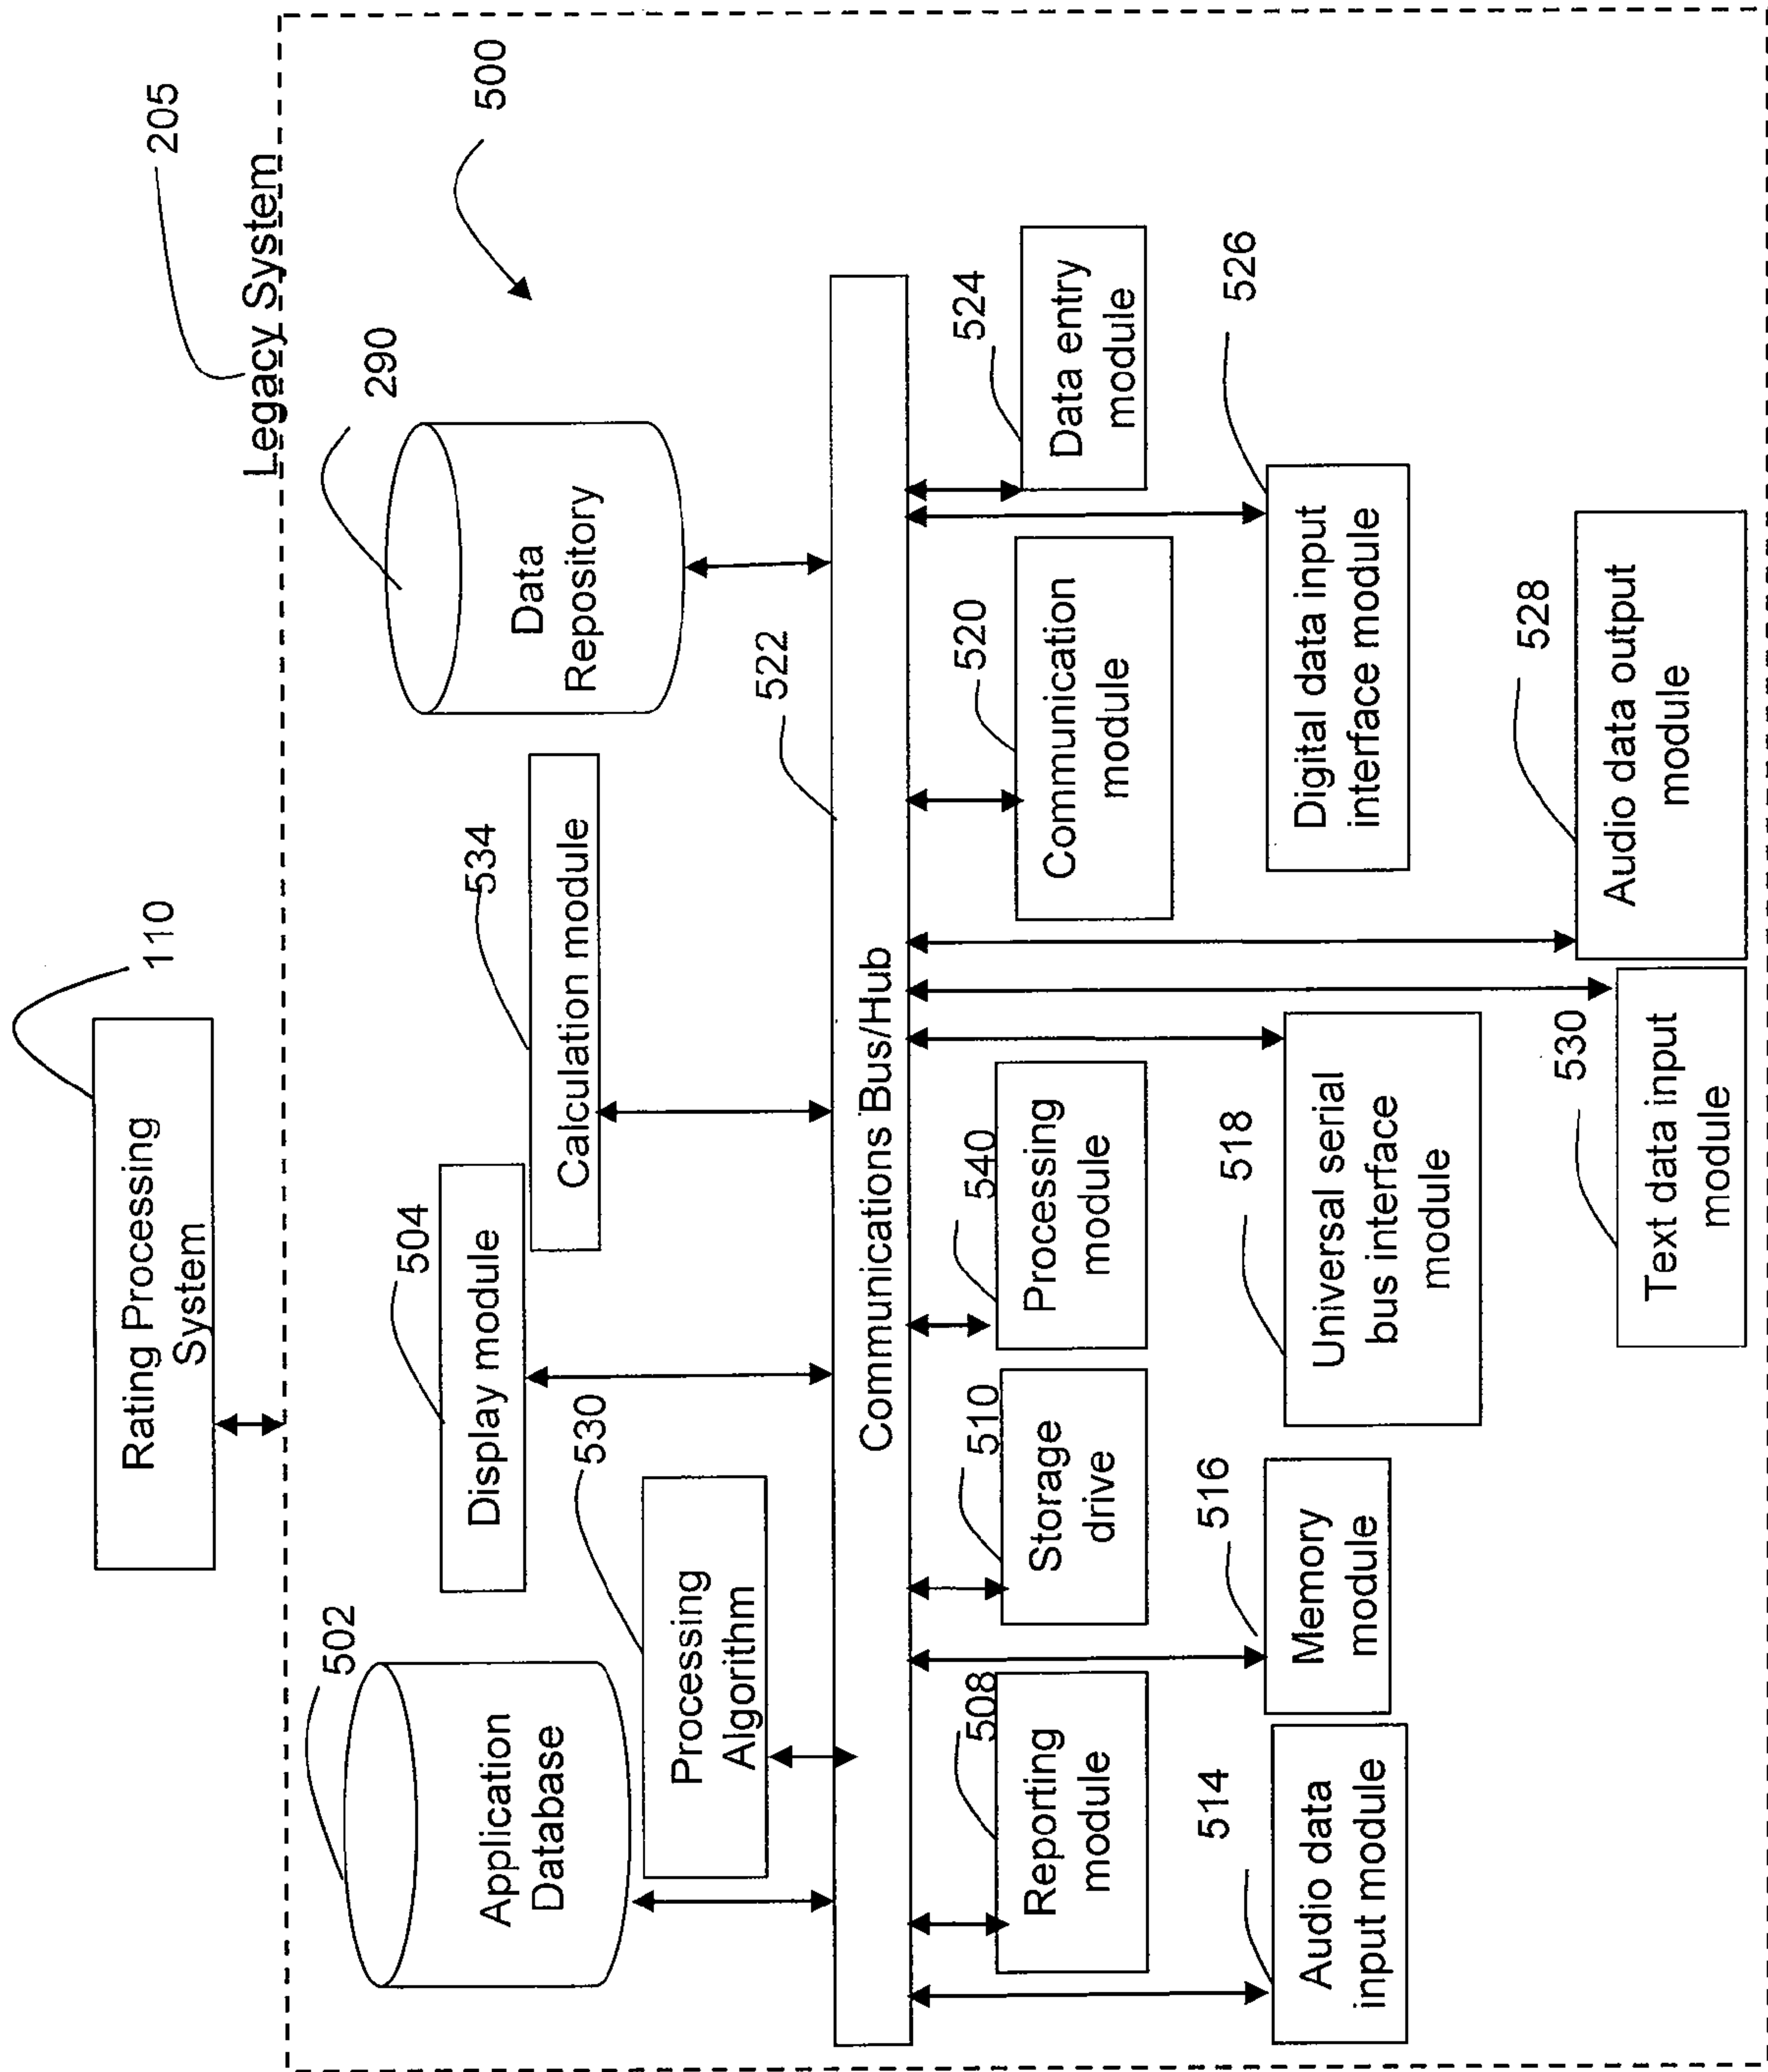 205
Legacy System
110
Rating Processing
System
500
290
Data
Repository
534
Calculation module
504
Display module
502
Application
Database
530
Processing
Algorithm
522
Communications Bus/Hub
508
Reporting
module
510
Storage
drive
540
Processing
module
520
Communication
module
524
Data entry
module
514
Audio data
input module
516
Memory
module
518
Universal serial
bus interface
module
526
Digital data input
interface module
530
Text data input
module
528
Audio data output
module